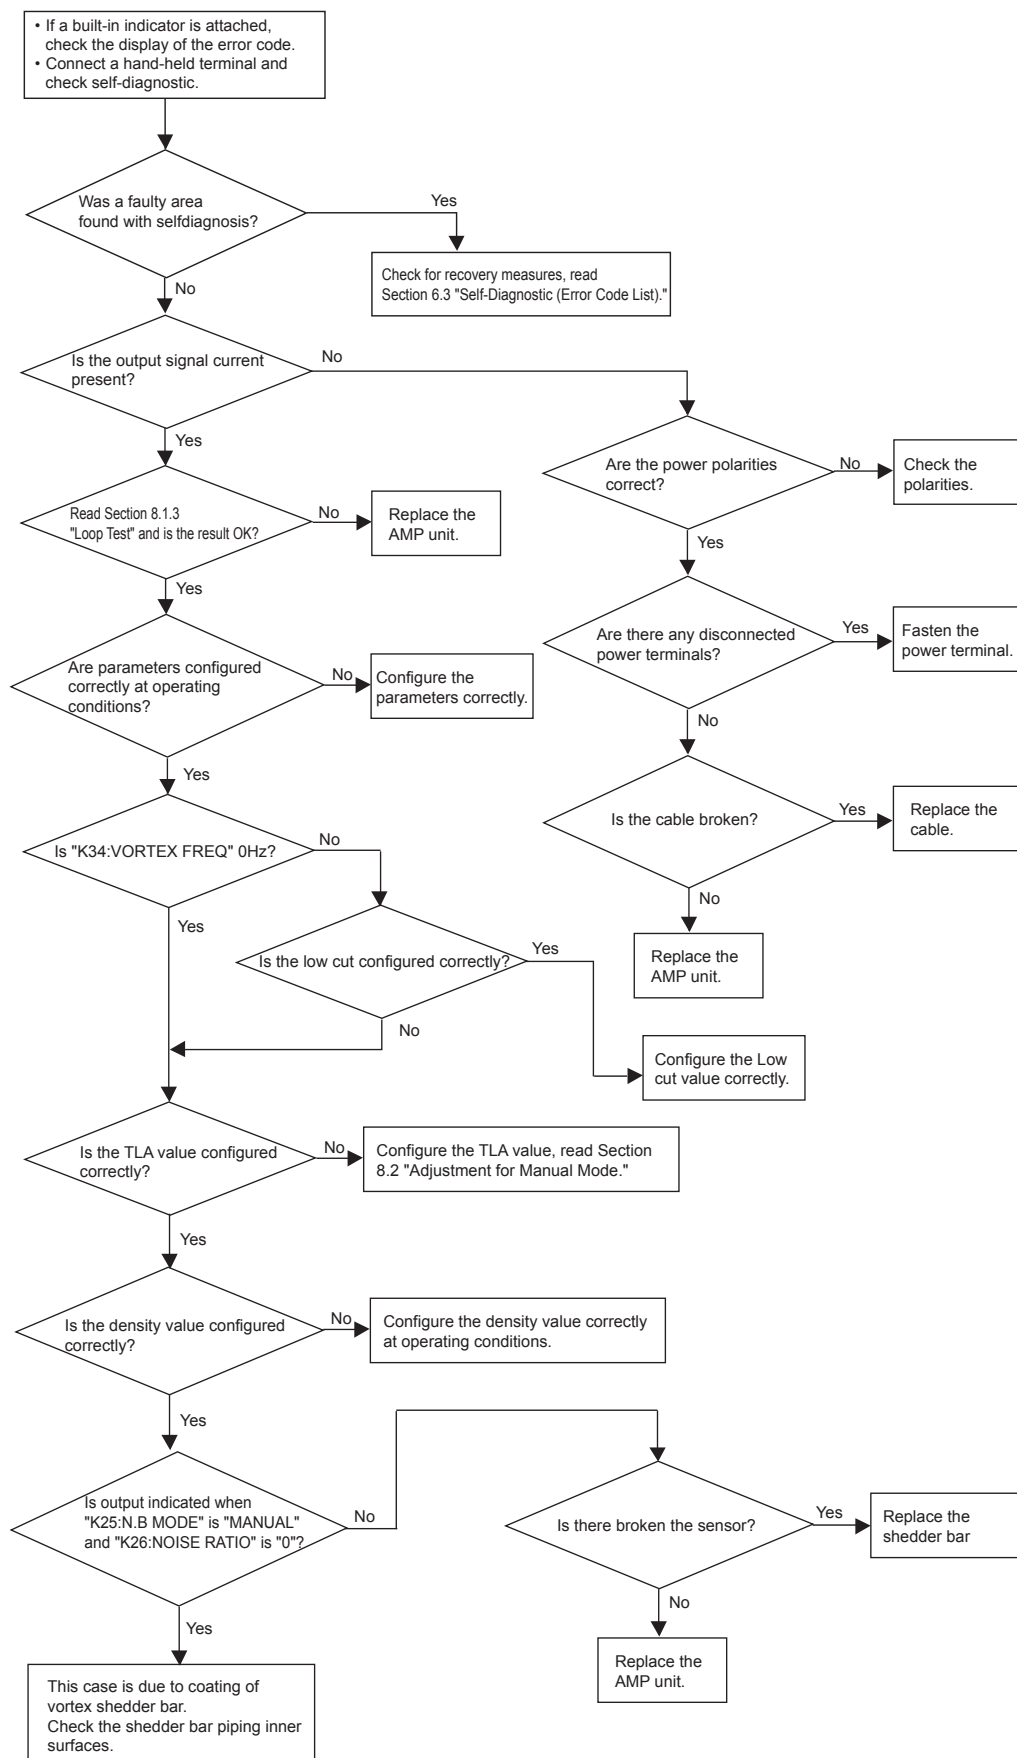 • If a built-in indicator is attached,
check the display of the error code.
• Connect a hand-held terminal and
check self-diagnostic.
Was a faulty area
found with selfdiagnosis?
Yes
Check for recovery measures, read
Section 6.3 "Self-Diagnostic (Error Code List)."
No
Is the output signal current
present?
No
Yes
Are the power polarities
correct?
No
Check the
polarities.
Read Section 8.1.3
"Loop Test" and is the result OK?
No
Replace the
AMP unit.
Yes
Yes
Are there any disconnected
power terminals?
Yes
Fasten the
power terminal.
Are parameters configured
correctly at operating
conditions?
No
Configure the
parameters correctly.
No
Yes
Is the cable broken?
Yes
Replace the
cable.
Is "K34:VORTEX FREQ" 0Hz?
No
No
Yes
Replace the
AMP unit.
Is the low cut configured correctly?
Yes
No
Configure the Low
cut value correctly.
Is the TLA value configured
correctly?
No
Configure the TLA value, read Section
8.2 "Adjustment for Manual Mode."
Yes
Is the density value configured
correctly?
No
Configure the density value correctly
at operating conditions.
Yes
Is output indicated when
"K25:N.B MODE" is "MANUAL"
and "K26:NOISE RATIO" is "0"?
No
Is there broken the sensor?
Yes
Replace the
shedder bar
No
Yes
Replace the
AMP unit.
This case is due to coating of
vortex shedder bar.
Check the shedder bar piping inner
surfaces.